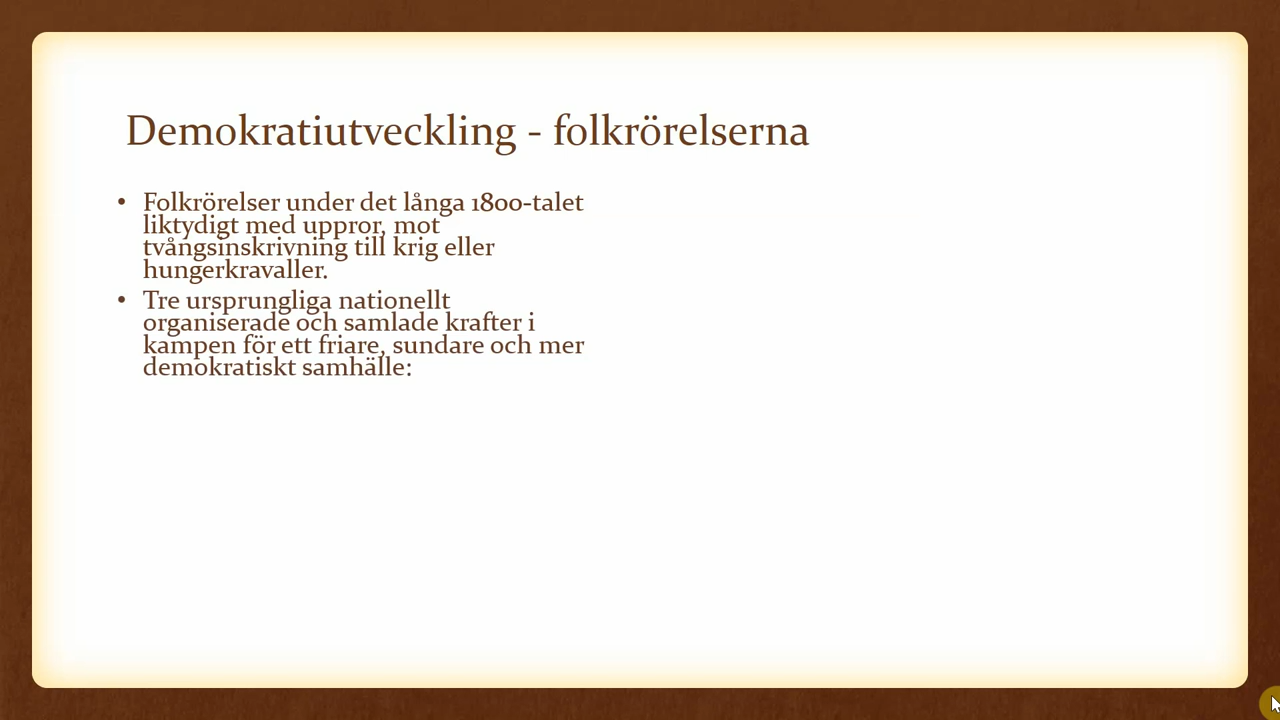 Demokratiutveckling - folkrörelserna
• Folkrörelser under det långa 1800-talet
liktydigt med uppror, mot
tvångsinskrivning till krig eller
hungerkravaller.
• Tre ursprungliga nationellt
organiserade och samlade krafter i
kampen för ett friare, sundare och mer
demokratiskt samhälle: